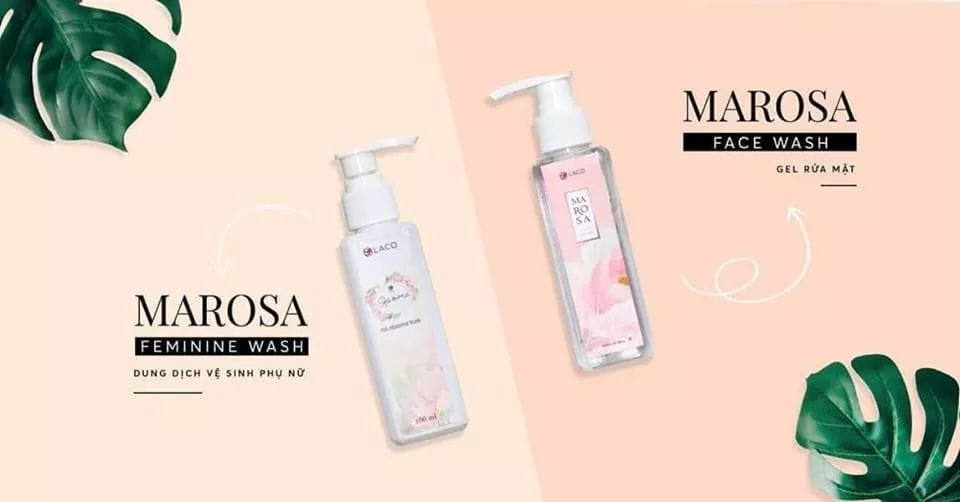 MAROSA
FEMININE WASH
DUNG DỊCH VỆ SINH PHỤ NỮ
LACO
100 ml
LACO
MA
RO
SA
MAROSA
FACE WASH
GEL RỬA MẶT